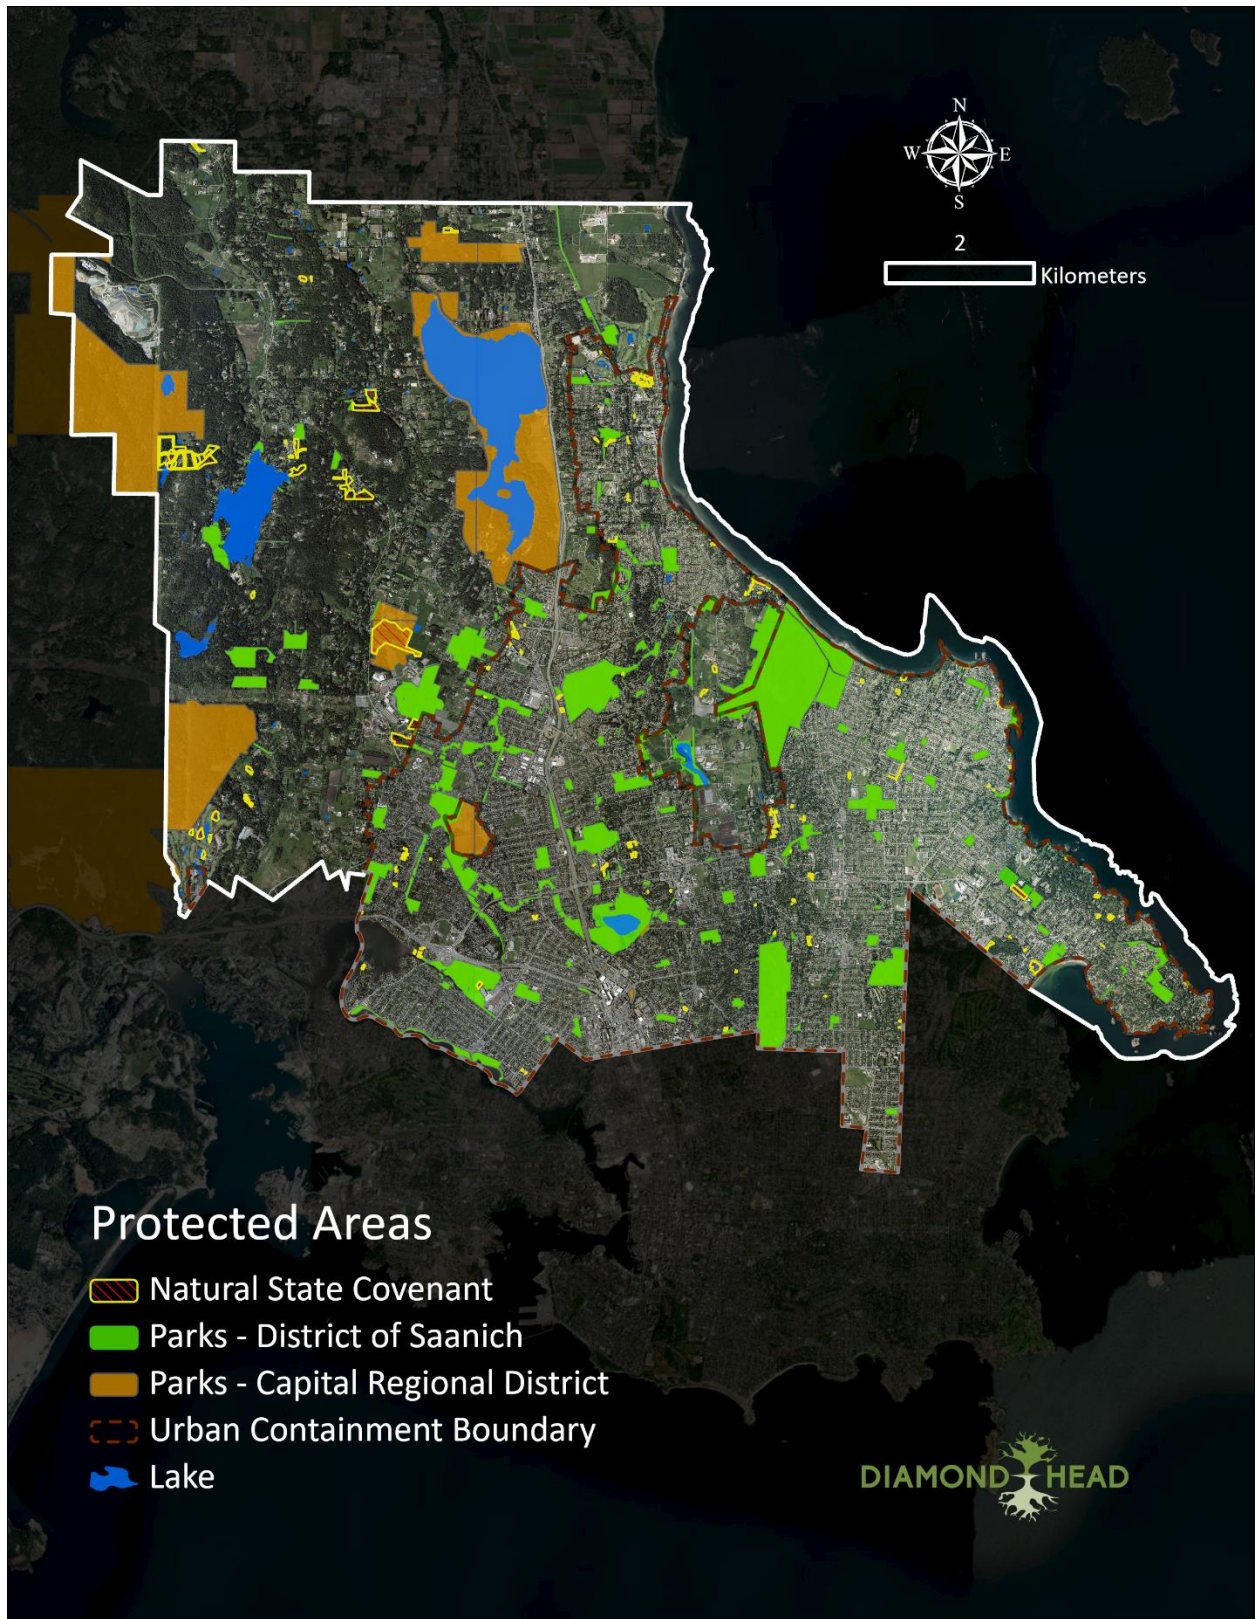 N
W E
S
2
Kilometers
Protected Areas
Natural State Covenant
Parks - District of Saanich
Parks - Capital Regional District
Urban Containment Boundary
Lake
DIAMOND HEAD